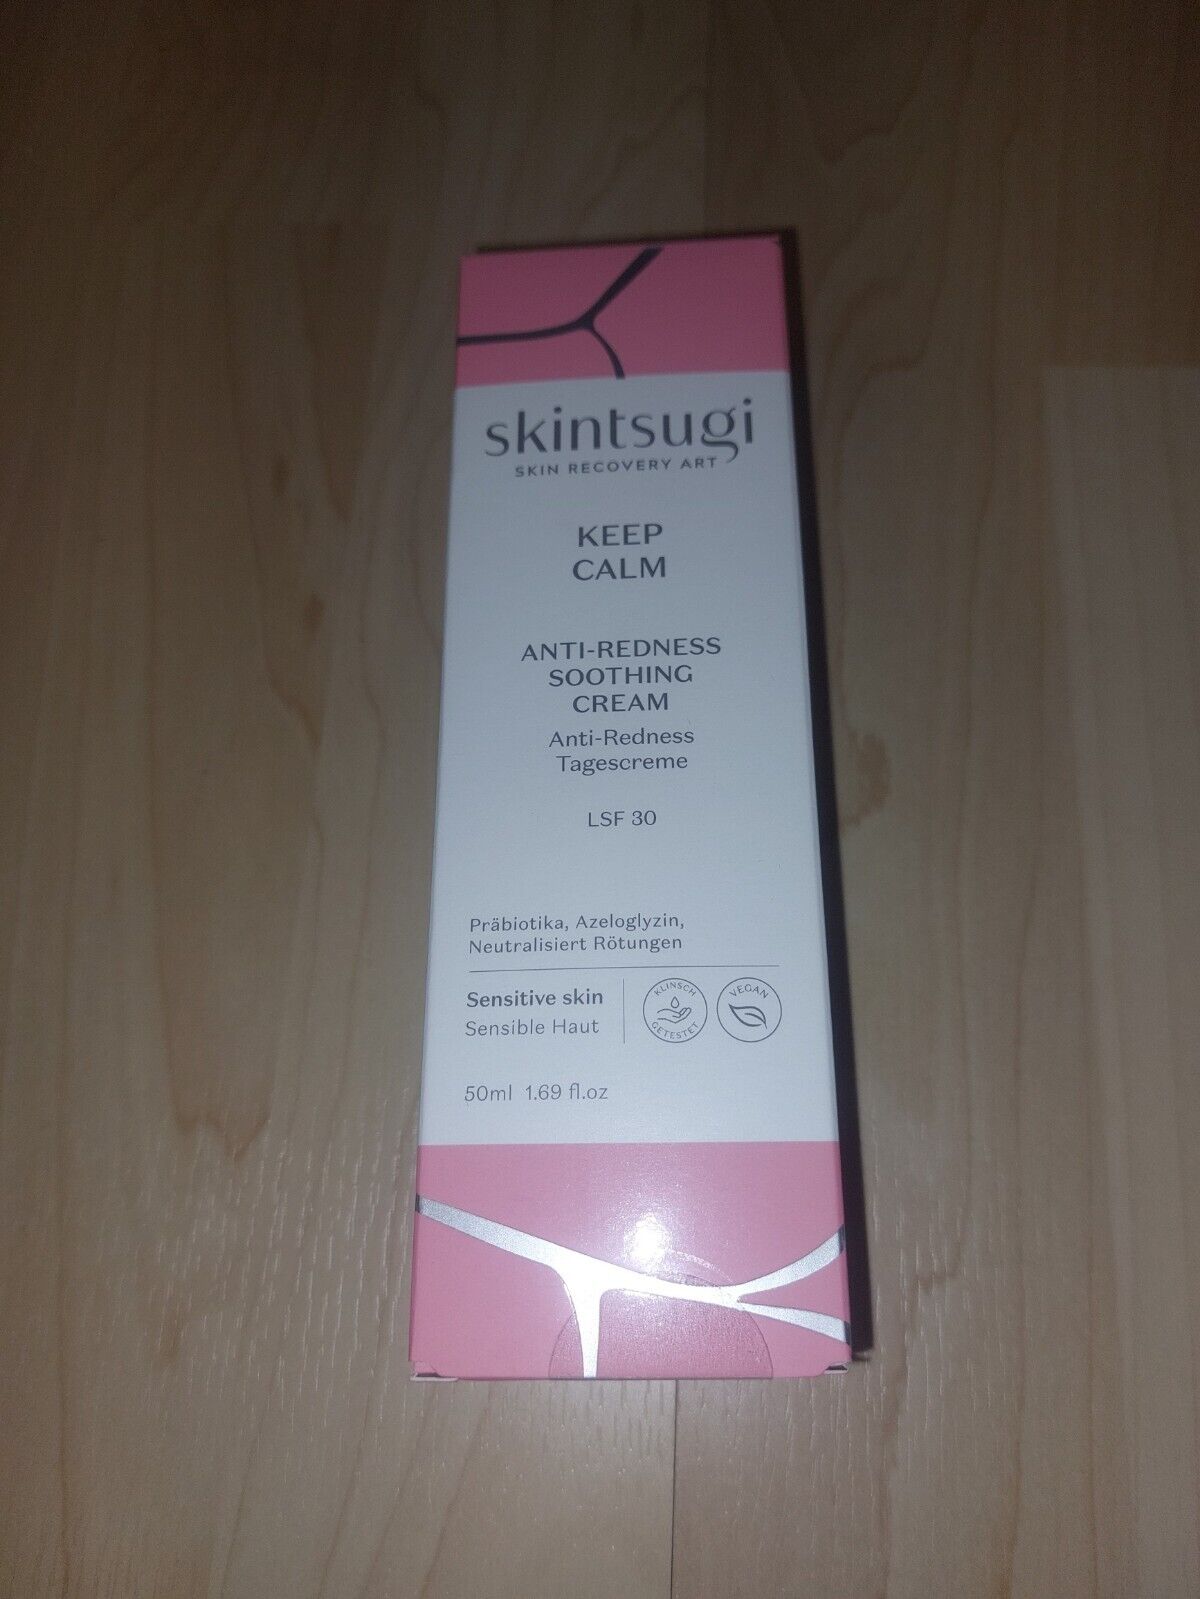 skintsugi
SKIN RECOVERY ART
KEEP
CALM
ANTI-REDNESS
SOOTHING
CREAM
Anti-Redness
Tagescreme
LSF 30
Präbiotika, Azeloglyzin,
Neutralisiert Rötungen
Sensitive skin
Sensible Haut
KLINSCH
GETESTET
VEGAN
50ml 1.69 fl.oz